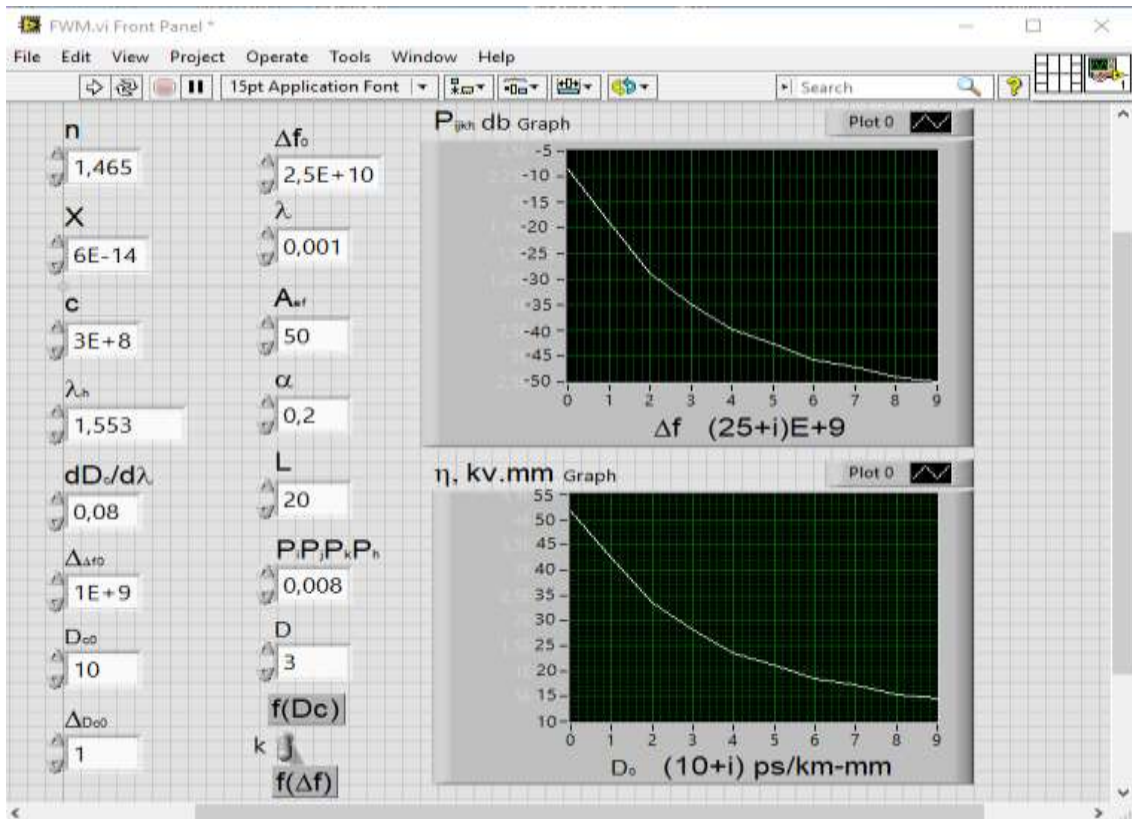 FWM.vi Front Panel *
File Edit View Project Operate Tools Window Help
15pt Application Font
Search
n
1,465
X
6E-14
c
3E+8
λh
1,553
dDc/dλ
0,08
ΔΔf0
1E+9
Dc0
10
ΔDc0
1
Δf0
2,5E+10
λ
0,001
Aef
50
α
0,2
L
20
PiPjPkPh
0,008
D
3
f(Dc)
k
f(Δf)
Pijkh db Graph
Plot 0
-5
-10
-15
-20
-25
-30
-35
-40
-45
-50
0 1 2 3 4 5 6 7 8 9
Δf (25+i)E+9
η, kv.mm Graph
Plot 0
55
50
45
40
35
30
25
20
15
10
0 1 2 3 4 5 6 7 8 9
Dc (10+i) ps/km-mm